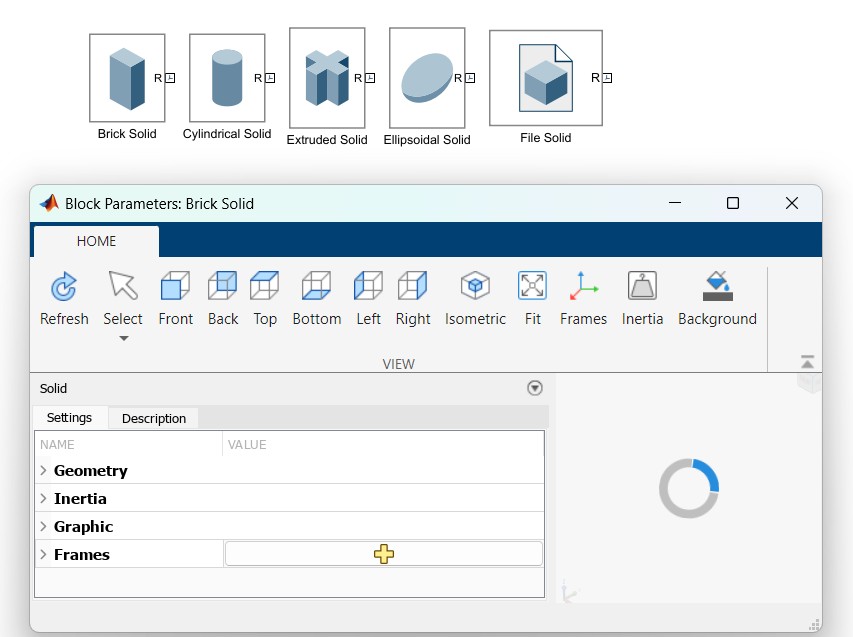 R R R R R
Brick Solid Cylindrical Solid Extruded Solid Ellipsoidal Solid File Solid
Block Parameters: Brick Solid
HOME
Refresh Select Front Back Top Bottom Left Right Isometric Fit Frames Inertia Background
VIEW
Solid
Settings Description
NAME VALUE
Geometry
Inertia
Graphic
Frames